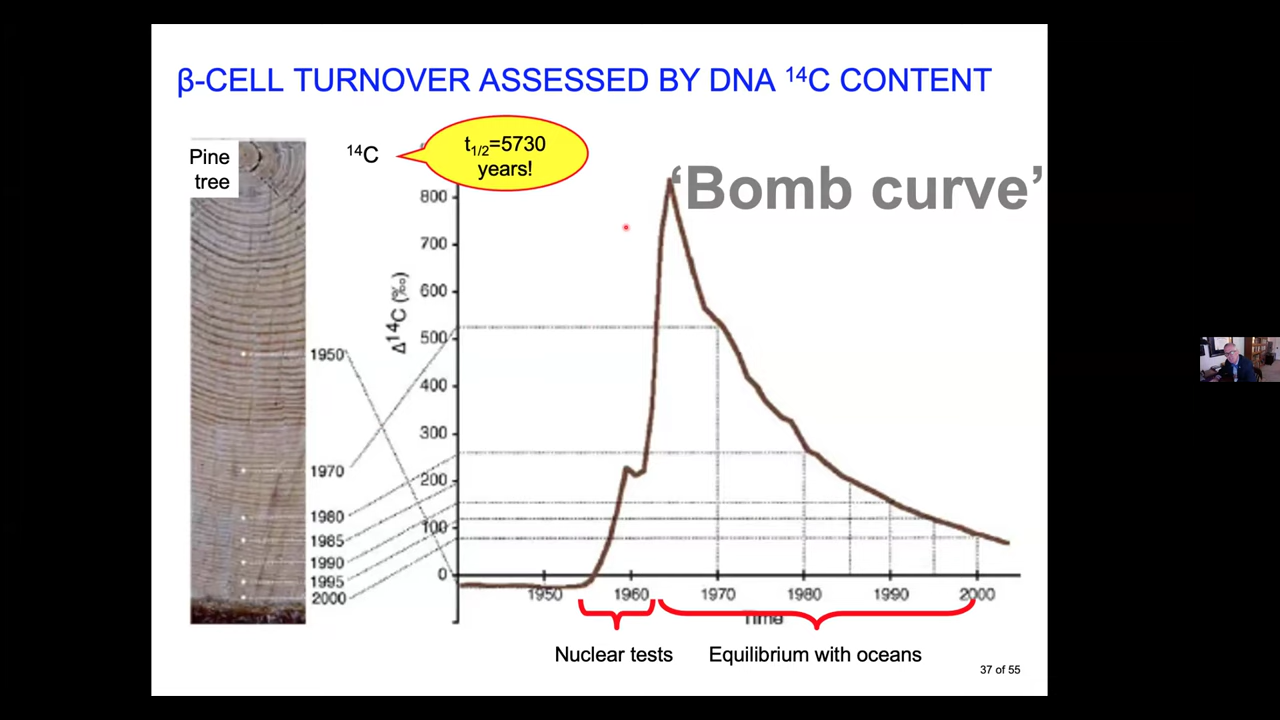 β-CELL TURNOVER ASSESSED BY DNA ¹⁴C CONTENT
Pine
tree
¹⁴C
t1/2=5730
years!
'Bomb curve'
Δ¹⁴C (‰)
800
700
600
500
400
300
200
100
0
1950
1970
1980
1985
1990
1995
2000
1950
1960
1970
1980
1990
2000
Time
Nuclear tests
Equilibrium with oceans
37 of 55